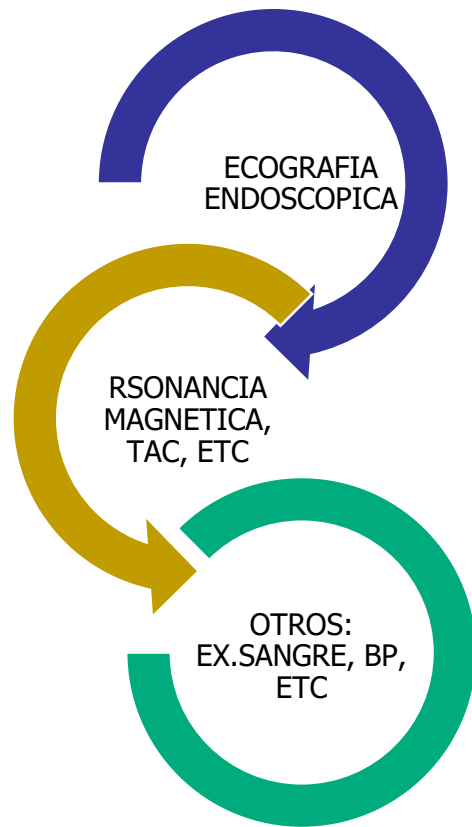 ECOGRAFIA
ENDOSCOPICA
RSONANCIA
MAGNETICA,
TAC, ETC
OTROS:
EX.SANGRE, BP,
ETC